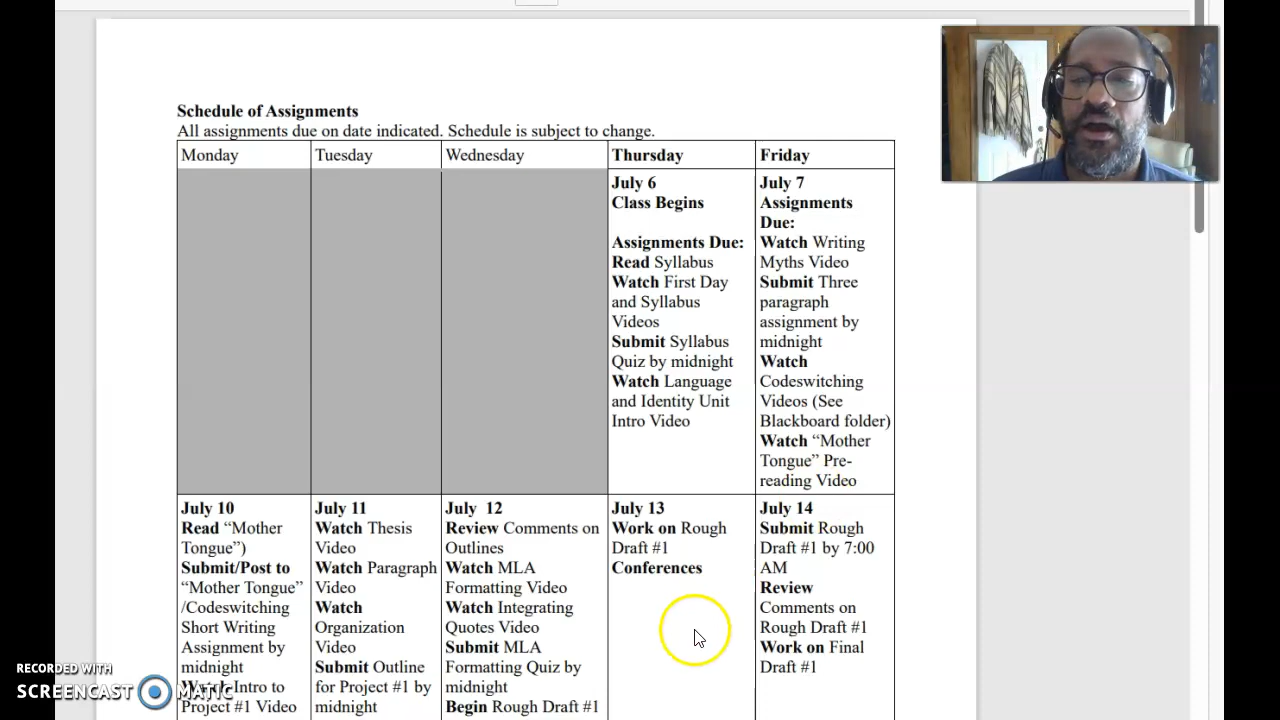 Schedule of Assignments
All assignments due on date indicated. Schedule is subject to change.
Monday
Tuesday
Wednesday
Thursday
Friday
July 6
Class Begins
Assignments Due:
Read Syllabus
Watch First Day
and Syllabus
Videos
Submit Syllabus
Quiz by midnight
Watch Language
and Identity Unit
Intro Video
July 7
Assignments
Due:
Watch Writing
Myths Video
Submit Three
paragraph
assignment by
midnight
Watch
Codeswitching
Videos (See
Blackboard folder)
Watch “Mother
Tongue” Pre-
reading Video
July 10
Read “Mother
Tongue”)
Submit/Post to
“Mother Tongue”
/Codeswitching
Short Writing
Assignment by
midnight
Watch Intro to
Project #1 Video
July 11
Watch Thesis
Video
Watch Paragraph
Video
Watch
Organization
Video
Submit Outline
for Project #1 by
midnight
July  12
Review Comments on
Outlines
Watch MLA
Formatting Video
Watch Integrating
Quotes Video
Submit MLA
Formatting Quiz by
midnight
Begin Rough Draft #1
July 13
Work on Rough
Draft #1
Conferences
July 14
Submit Rough
Draft #1 by 7:00
AM
Review
Comments on
Rough Draft #1
Work on Final
Draft #1
RECORDED WITH
SCREENCAST MATIC